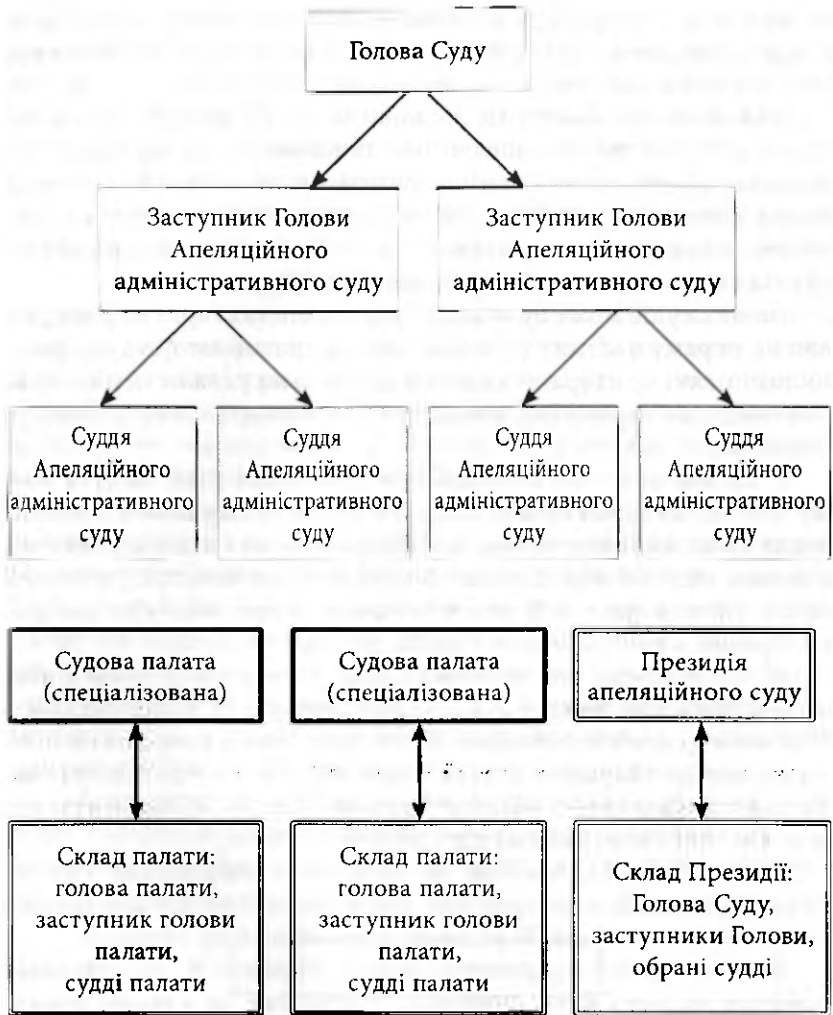 Голова Суду
Заступник Голови
Апеляційного
адміністративного суду
Заступник Голови
Апеляційного
адміністративного суду
Суддя
Апеляційного
адміністративного
суду
Суддя
Апеляційного
адміністративного
суду
Суддя
Апеляційного
адміністративного
суду
Суддя
Апеляційного
адміністративного
суду
Судова палата
(спеціалізована)
Судова палата
(спеціалізована)
Президія
апеляційного суду
Склад палати:
голова палати,
заступник голови
палати,
судді палати
Склад палати:
голова палати,
заступник голови
палати,
судді палати
Склад Президії:
Голова Суду,
заступники Голови,
обрані судді